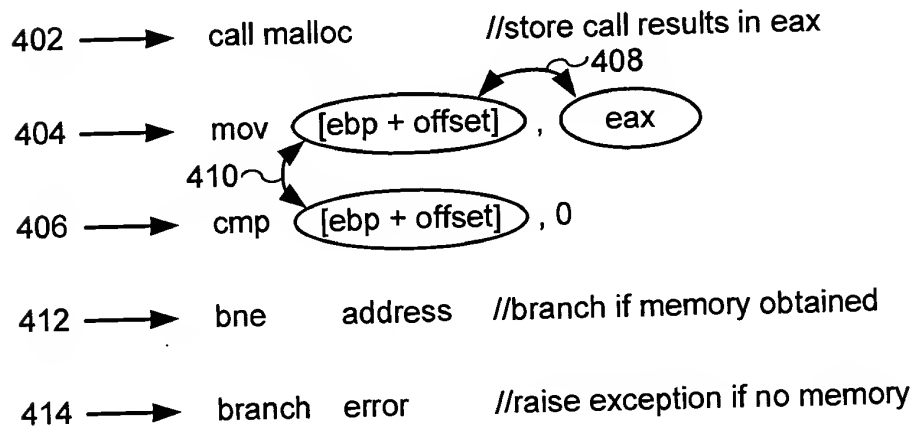 402 call malloc //store call results in eax
408
404 mov [ebp + offset] , eax
410
406 cmp [ebp + offset] , 0
412 bne address //branch if memory obtained
414 branch error //raise exception if no memory